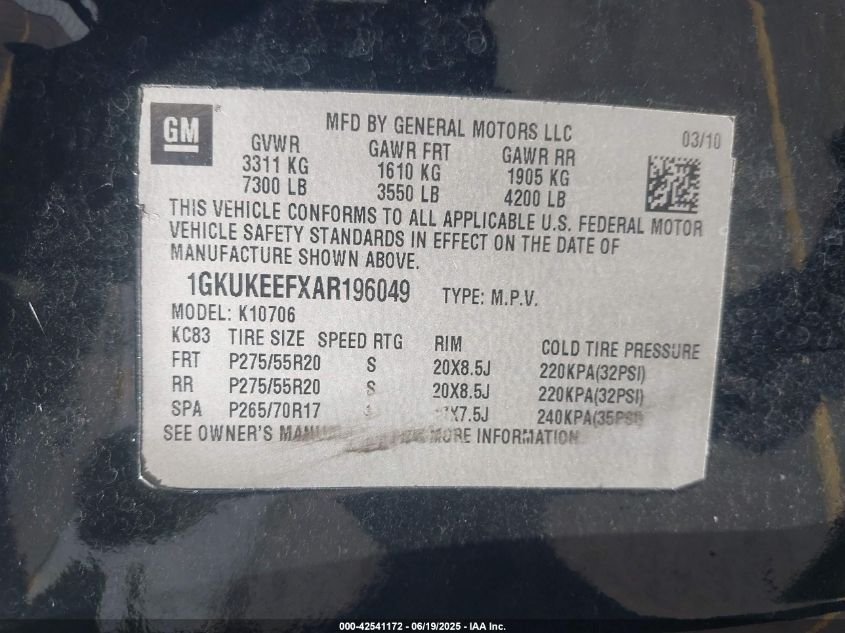 GM
MFD BY GENERAL MOTORS LLC
03/10
GVWR GAWR FRT GAWR RR
3311 KG 1610 KG 1905 KG
7300 LB 3550 LB 4200 LB
THIS VEHICLE CONFORMS TO ALL APPLICABLE U.S. FEDERAL MOTOR
VEHICLE SAFETY STANDARDS IN EFFECT ON THE DATE OF
MANUFACTURE SHOWN ABOVE.
1GKUKEEFXAR196049 TYPE: M.P.V.
MODEL: K10706
KC83 TIRE SIZE SPEED RTG RIM COLD TIRE PRESSURE
FRT P275/55R20 S 20X8.5J 220KPA(32PSI)
RR P275/55R20 S 20X8.5J 220KPA(32PSI)
SPA P265/70R17 240KPA(35PSI)
SEE OWNER'S MORE INFORMATION
000-42541172 - 06/19/2025 - IAA Inc.